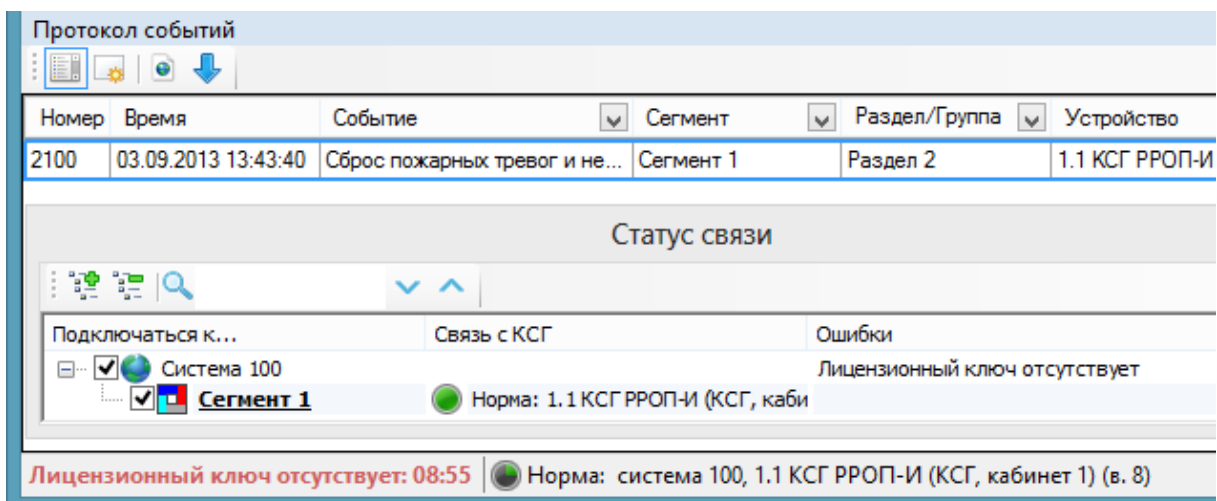 Протокол событий
Номер Время Событие Сегмент Раздел/Группа Устройство
2100 03.09.2013 13:43:40 Сброс пожарных тревог и не... Сегмент 1 Раздел 2 1.1 КСГ РРОП-И
Статус связи
Подключаться к... Связь с КСГ Ошибки
Система 100 Лицензионный ключ отсутствует
Сегмент 1 Норма: 1.1 КСГ РРОП-И (КСГ, каби
Лицензионный ключ отсутствует: 08:55 Норма: система 100, 1.1 КСГ РРОП-И (КСГ, кабинет 1) (в. 8)